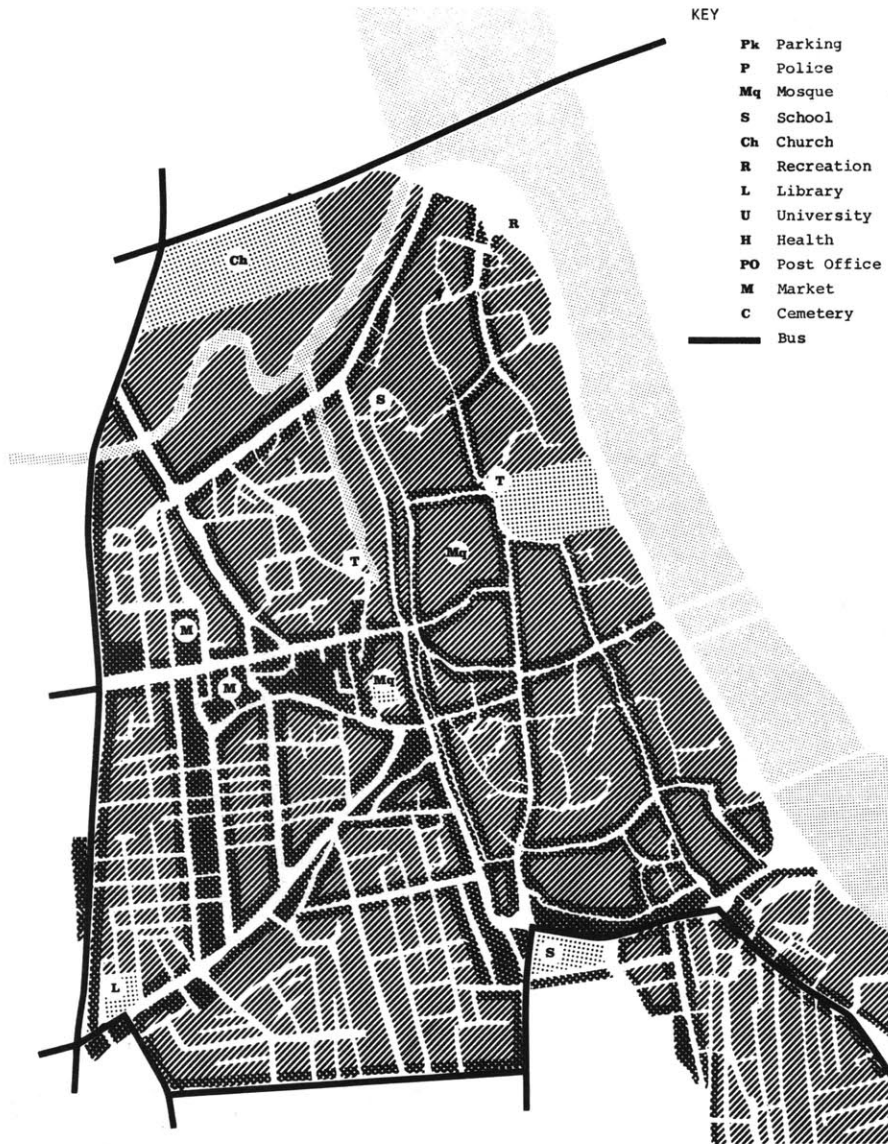 KEY
Pk Parking
P Police
Mq Mosque
S School
Ch Church
R Recreation
L Library
U University
H Health
PO Post Office
M Market
C Cemetery
Bus
R
Ch
S
T
Mq
T
M
Mq
M
S
L